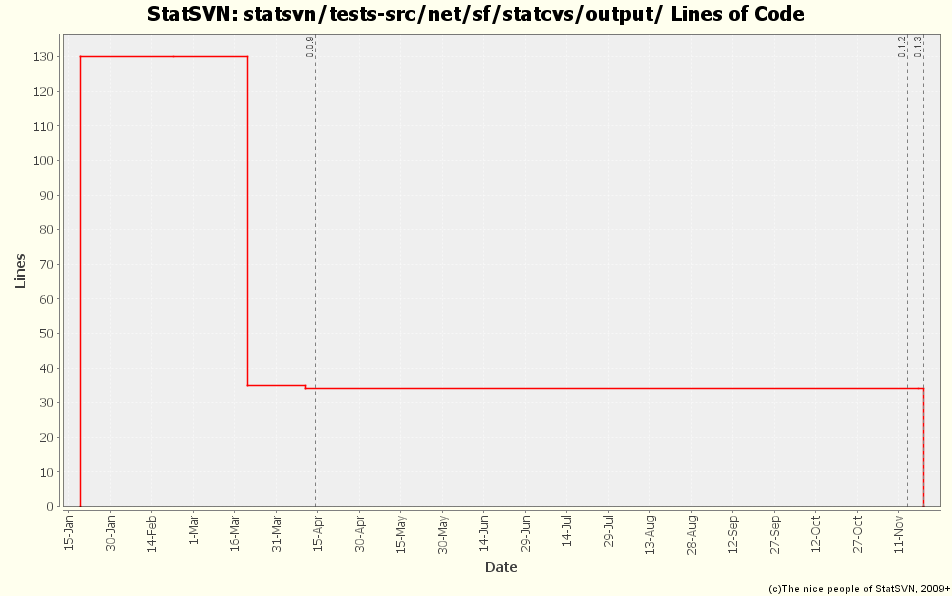 StatSVN: statsvn/tests-src/net/sf/statcvs/output/ Lines of Code
0.0.9
0.1.2
0.1.3
130
120
110
100
90
80
70
60
50
40
30
20
10
0
Lines
15-Jan
30-Jan
14-Feb
1-Mar
16-Mar
31-Mar
15-Apr
30-Apr
15-May
30-May
14-Jun
29-Jun
14-Jul
29-Jul
13-Aug
28-Aug
12-Sep
27-Sep
12-Oct
27-Oct
11-Nov
Date
(c)The nice people of StatSVN, 2009+